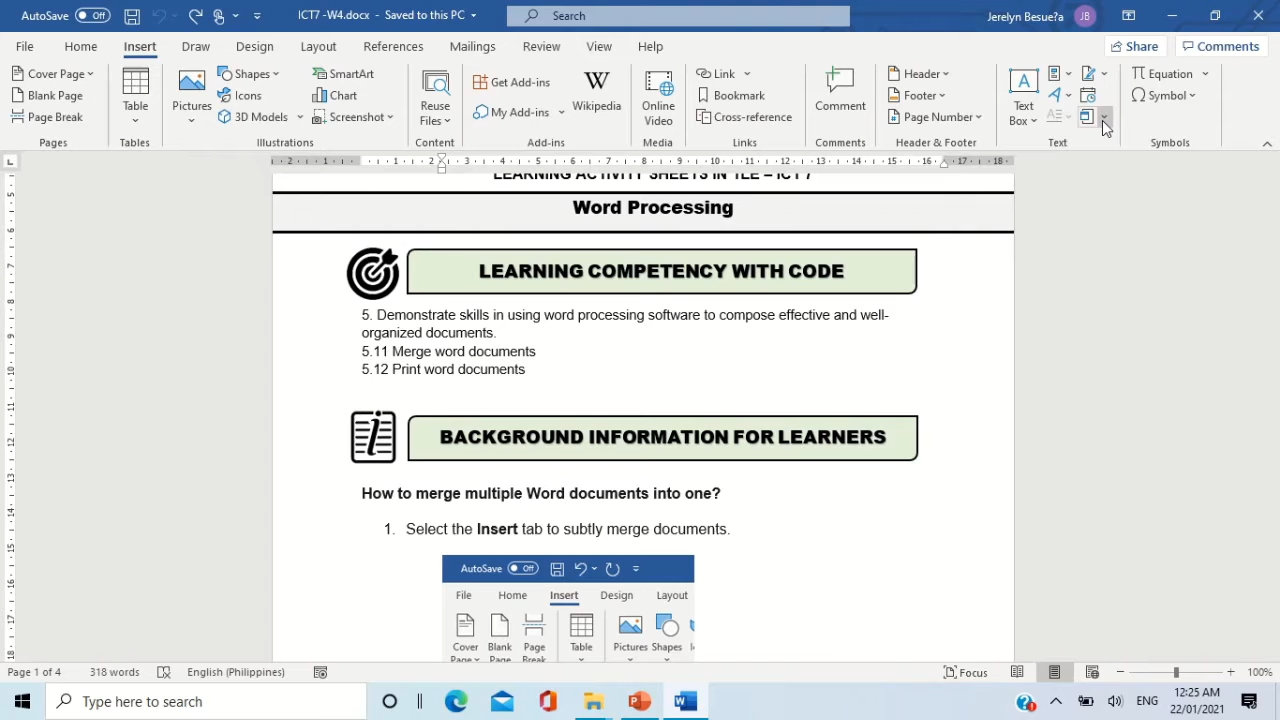 AutoSave Off ICT7 -W4.docx - Saved to this PC Search Jerelyn Besue?a JB
File Home Insert Draw Design Layout References Mailings Review View Help Share Comments
Cover Page
Blank Page
Page Break
Pages
Table
Tables
Pictures
Shapes
Icons
3D Models
SmartArt
Chart
Screenshot
Illustrations
Reuse
Files
Content
Get Add-ins
My Add-ins
W
Wikipedia
Add-ins
Online
Video
Media
Link
Bookmark
Cross-reference
Links
Comment
Comments
Header
Footer
Page Number
Header & Footer
Text
Box
Text
Equation
Symbol
Symbols
LEARNING ACTIVITY SHEETS IN TLE – ICT 7
Word Processing
LEARNING COMPETENCY WITH CODE
5. Demonstrate skills in using word processing software to compose effective and well-
organized documents.
5.11 Merge word documents
5.12 Print word documents
BACKGROUND INFORMATION FOR LEARNERS
How to merge multiple Word documents into one?
1. Select the Insert tab to subtly merge documents.
AutoSave Off
File Home Insert Design Layout
Cover
Page
Blank
Page
Page
Break
Table
Pictures
Shapes
Page 1 of 4 318 words English (Philippines) Focus 100%
Type here to search
ENG
12:25 AM
22/01/2021